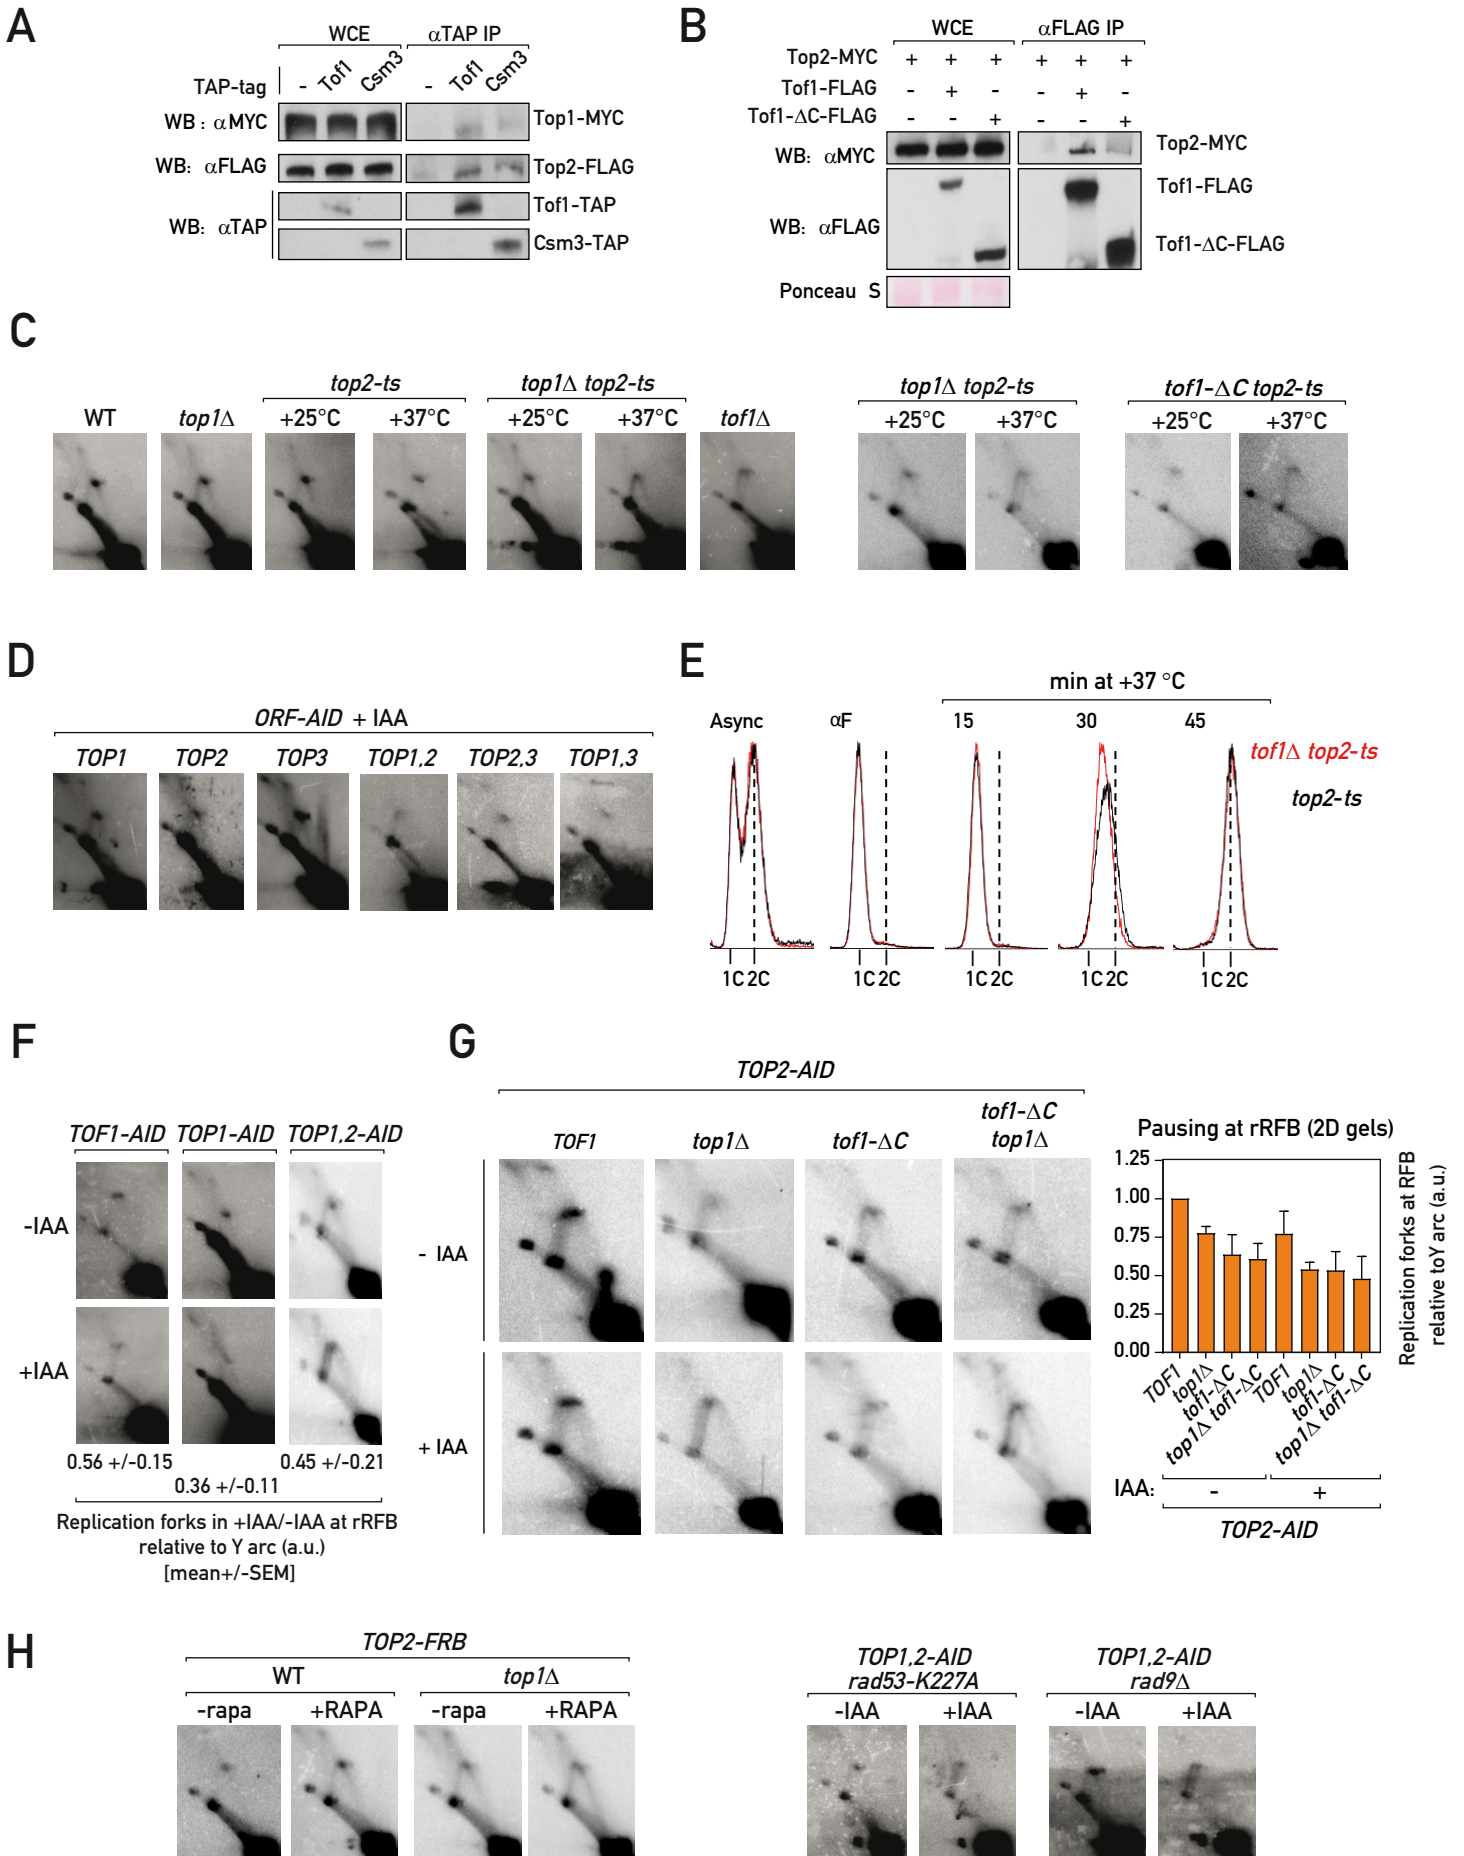 A
WCE
αTAP IP
TAP-tag
- Tof1 Csm3
- Tof1 Csm3
WB : αMYC
Top1-MYC
WB: αFLAG
Top2-FLAG
WB: αTAP
Tof1-TAP
Csm3-TAP
B
WCE
αFLAG IP
Top2-MYC + + + + + +
Tof1-FLAG - + - - + -
Tof1-ΔC-FLAG - - + - - +
WB: αMYC
Top2-MYC
WB: αFLAG
Tof1-FLAG
Tof1-ΔC-FLAG
Ponceau S
C
top2-ts
top1Δ top2-ts
top1Δ top2-ts
tof1-ΔC top2-ts
WT
top1Δ
+25°C
+37°C
+25°C
+37°C
tof1Δ
+25°C
+37°C
+25°C
+37°C
D
ORF-AID + IAA
TOP1
TOP2
TOP3
TOP1,2
TOP2,3
TOP1,3
E
min at +37 °C
Async
αF
15
30
45
tof1Δ top2-ts
top2-ts
1C 2C
1C 2C
1C 2C
1C 2C
1C 2C
F
TOF1-AID
TOP1-AID
TOP1,2-AID
-IAA
+IAA
0.56 +/-0.15
0.45 +/-0.21
0.36 +/-0.11
Replication forks in +IAA/-IAA at rRFB
relative to Y arc (a.u.)
[mean+/-SEM]
G
TOP2-AID
TOF1
top1Δ
tof1-ΔC
tof1-ΔC
top1Δ
- IAA
+ IAA
Pausing at rRFB (2D gels)
1.25
1.00
0.75
0.50
0.25
0.00
Replication forks at RFB
relative toY arc (a.u.)
TOF1
top1Δ
tof1-ΔC
top1Δ tof1-ΔC
TOF1
top1Δ
tof1-ΔC
top1Δ tof1-ΔC
IAA: - +
TOP2-AID
H
TOP2-FRB
WT
top1Δ
-rapa
+RAPA
-rapa
+RAPA
TOP1,2-AID
rad53-K227A
TOP1,2-AID
rad9Δ
-IAA
+IAA
-IAA
+IAA